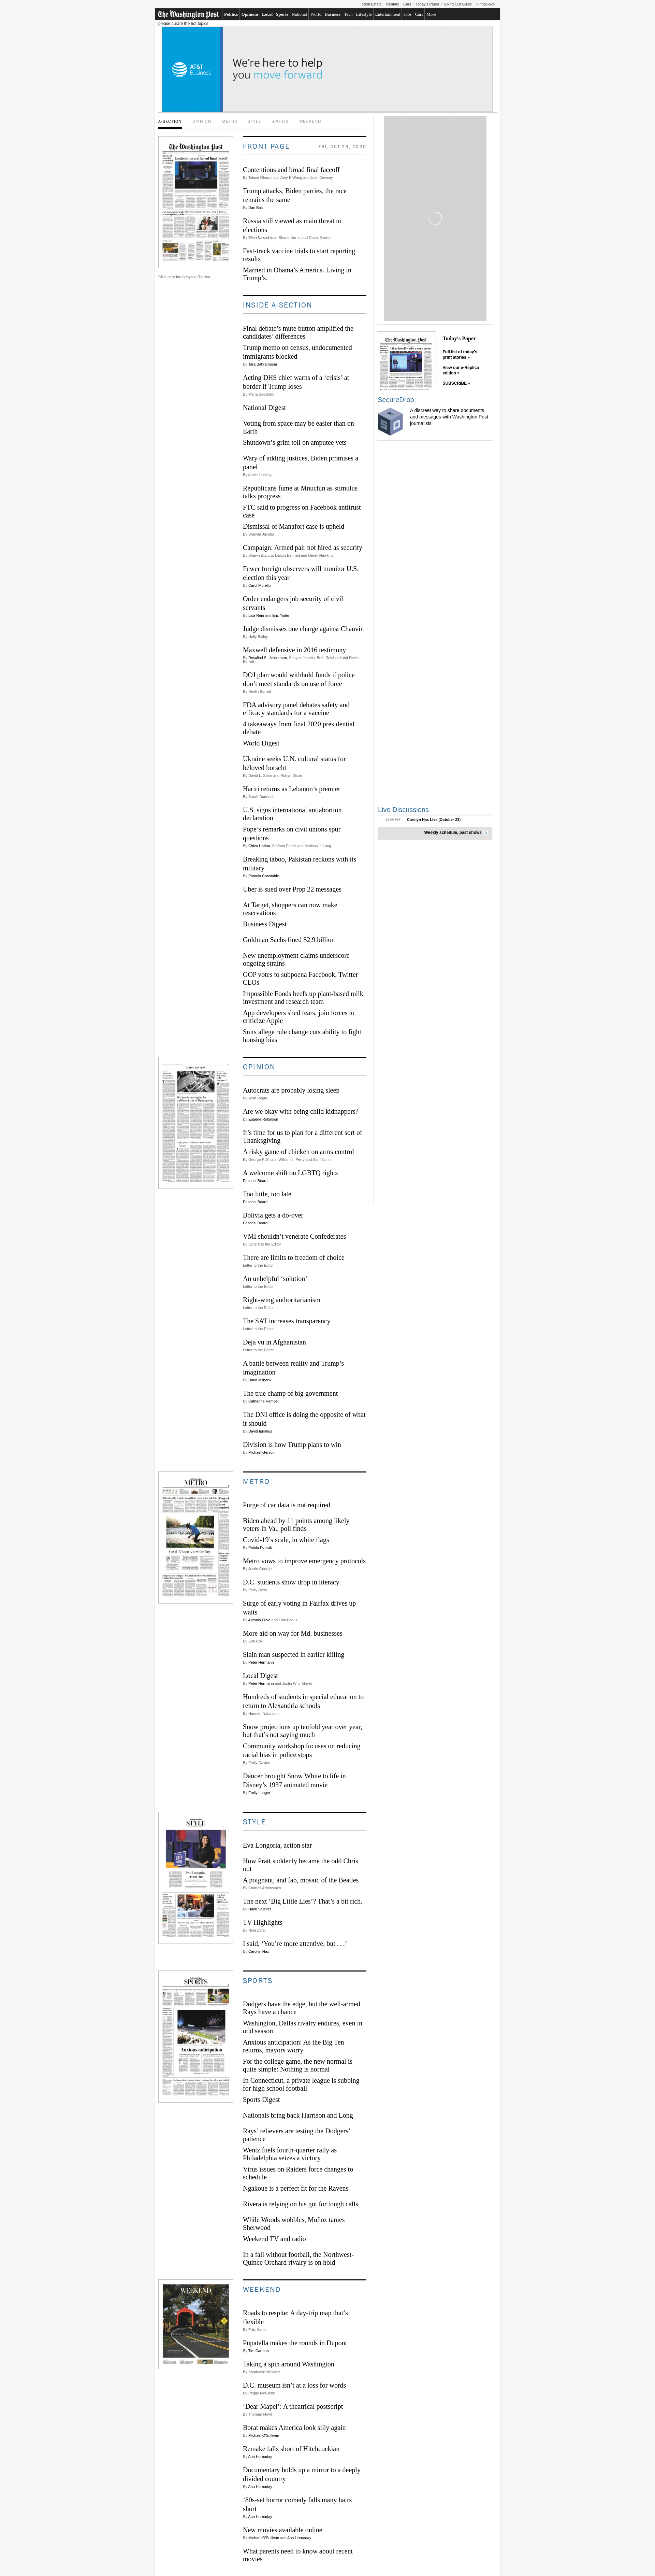 Real Estate Rentals Cars Today's Paper Going Out Guide Find&Save
The Washington Post Politics Opinions Local Sports National World Business Tech Lifestyle Entertainment Jobs Cars More
please curate the hot topics
AT&T Business
We're here to help
you move forward
A-SECTION OPINION METRO STYLE SPORTS WEEKEND
The Washington Post
Contentious and broad final faceoff
Click here for today's e-Replica
FRONT PAGE FRI, OCT 23, 2020
Contentious and broad final faceoff
By Toluse Olorunnipa, Amy B Wang and Josh Dawsey
Trump attacks, Biden parries, the race
remains the same
By Dan Balz
Russia still viewed as main threat to
elections
By Ellen Nakashima, Shane Harris and Devlin Barrett
Fast-track vaccine trials to start reporting
results
Married in Obama's America. Living in
Trump's.
INSIDE A-SECTION
Final debate's mute button amplified the
candidates' differences
Trump memo on census, undocumented
immigrants blocked
By Tara Bahrampour
Acting DHS chief warns of a 'crisis' at
border if Trump loses
By Maria Sacchetti
National Digest
Voting from space may be easier than on
Earth
Shutdown's grim toll on amputee vets
Wary of adding justices, Biden promises a
panel
By Annie Linskey
Republicans fume at Mnuchin as stimulus
talks progress
FTC said to progress on Facebook antitrust
case
Dismissal of Manafort case is upheld
By Shayna Jacobs
Campaign: Armed pair not hired as security
By Shawn Boburg, Dalton Bennett and Derek Hawkins
Fewer foreign observers will monitor U.S.
election this year
By Carol Morello
Order endangers job security of civil
servants
By Lisa Rein and Eric Yoder
Judge dismisses one charge against Chauvin
By Holly Bailey
Maxwell defensive in 2016 testimony
By Rosalind S. Helderman, Shayna Jacobs, Beth Reinhard and Devlin
Barrett
DOJ plan would withhold funds if police
don't meet standards on use of force
By Devlin Barrett
FDA advisory panel debates safety and
efficacy standards for a vaccine
4 takeaways from final 2020 presidential
debate
World Digest
Ukraine seeks U.N. cultural status for
beloved borscht
By David L. Stern and Robyn Dixon
Hariri returns as Lebanon's premier
By Sarah Dadouch
U.S. signs international antiabortion
declaration
Pope's remarks on civil unions spur
questions
By Chico Harlan, Stefano Pitrelli and Marissa J. Lang
Breaking taboo, Pakistan reckons with its
military
By Pamela Constable
Uber is sued over Prop 22 messages
At Target, shoppers can now make
reservations
Business Digest
Goldman Sachs fined $2.9 billion
New unemployment claims underscore
ongoing strains
GOP votes to subpoena Facebook, Twitter
CEOs
Impossible Foods beefs up plant-based milk
investment and research team
App developers shed fears, join forces to
criticize Apple
Suits allege rule change cuts ability to fight
housing bias
OPINION
Autocrats are probably losing sleep
By Josh Rogin
Are we okay with being child kidnappers?
By Eugene Robinson
It's time for us to plan for a different sort of
Thanksgiving
A risky game of chicken on arms control
By George P. Shultz, William J. Perry and Sam Nunn
A welcome shift on LGBTQ rights
Editorial Board
Too little, too late
Editorial Board
Bolivia gets a do-over
Editorial Board
VMI shouldn't venerate Confederates
By Letters to the Editor
There are limits to freedom of choice
Letter to the Editor
An unhelpful 'solution'
Letter to the Editor
Right-wing authoritarianism
Letter to the Editor
The SAT increases transparency
Letter to the Editor
Deja vu in Afghanistan
Letter to the Editor
A battle between reality and Trump's
imagination
By Dana Milbank
The true champ of big government
By Catherine Rampell
The DNI office is doing the opposite of what
it should
By David Ignatius
Division is how Trump plans to win
By Michael Gerson
METRO
METRO
Covid-19's scale, in white flags
Purge of car data is not required
Biden ahead by 11 points among likely
voters in Va., poll finds
Covid-19's scale, in white flags
By Petula Dvorak
Metro vows to improve emergency protocols
By Justin George
D.C. students show drop in literacy
By Perry Stein
Surge of early voting in Fairfax drives up
waits
By Antonio Olivo and Lola Fadulu
More aid on way for Md. businesses
By Erin Cox
Slain man suspected in earlier killing
By Peter Hermann
Local Digest
By Peter Hermann and Justin Wm. Moyer
Hundreds of students in special education to
return to Alexandria schools
By Hannah Natanson
Snow projections up tenfold year over year,
but that's not saying much
Community workshop focuses on reducing
racial bias in police stops
By Emily Davies
Dancer brought Snow White to life in
Disney's 1937 animated movie
By Emily Langer
STYLE
Eva Longoria,
action star
STYLE
Eva Longoria, action star
How Pratt suddenly became the odd Chris
out
A poignant, and fab, mosaic of the Beatles
By Charles Arrowsmith
The next 'Big Little Lies'? That's a bit rich.
By Hank Stuever
TV Highlights
By Nina Zafar
I said, 'You're more attentive, but . . .'
By Carolyn Hax
SPORTS
Anxious anticipation
SPORTS
Dodgers have the edge, but the well-armed
Rays have a chance
Washington, Dallas rivalry endures, even in
odd season
Anxious anticipation: As the Big Ten
returns, mayors worry
For the college game, the new normal is
quite simple: Nothing is normal
In Connecticut, a private league is subbing
for high school football
Sports Digest
Nationals bring back Harrison and Long
Rays' relievers are testing the Dodgers'
patience
Wentz fuels fourth-quarter rally as
Philadelphia seizes a victory
Virus issues on Raiders force changes to
schedule
Ngakoue is a perfect fit for the Ravens
Rivera is relying on his gut for tough calls
While Woods wobbles, Muñoz tames
Sherwood
Weekend TV and radio
In a fall without football, the Northwest-
Quince Orchard rivalry is on hold
WEEKEND
WEEKEND
Roads to respite: A day-trip map that's
flexible
By Fritz Hahn
Pupatella makes the rounds in Dupont
By Tim Carman
Taking a spin around Washington
By Stephanie Williams
D.C. museum isn't at a loss for words
By Peggy McGlone
'Dear Mapel': A theatrical postscript
By Thomas Floyd
Borat makes America look silly again
By Michael O'Sullivan
Remake falls short of Hitchcockian
By Ann Hornaday
Documentary holds up a mirror to a deeply
divided country
By Ann Hornaday
'80s-set horror comedy falls many hairs
short
By Ann Hornaday
New movies available online
By Michael O'Sullivan and Ann Hornaday
What parents need to know about recent
movies
The Washington Post
Today's Paper
Full list of today's
print stories »
View our e-Replica
edition »
SUBSCRIBE »
SecureDrop
A discreet way to share documents
and messages with Washington Post
journalists
Live Discussions
12:00 PM Carolyn Hax Live (October 23)
Weekly schedule, past shows